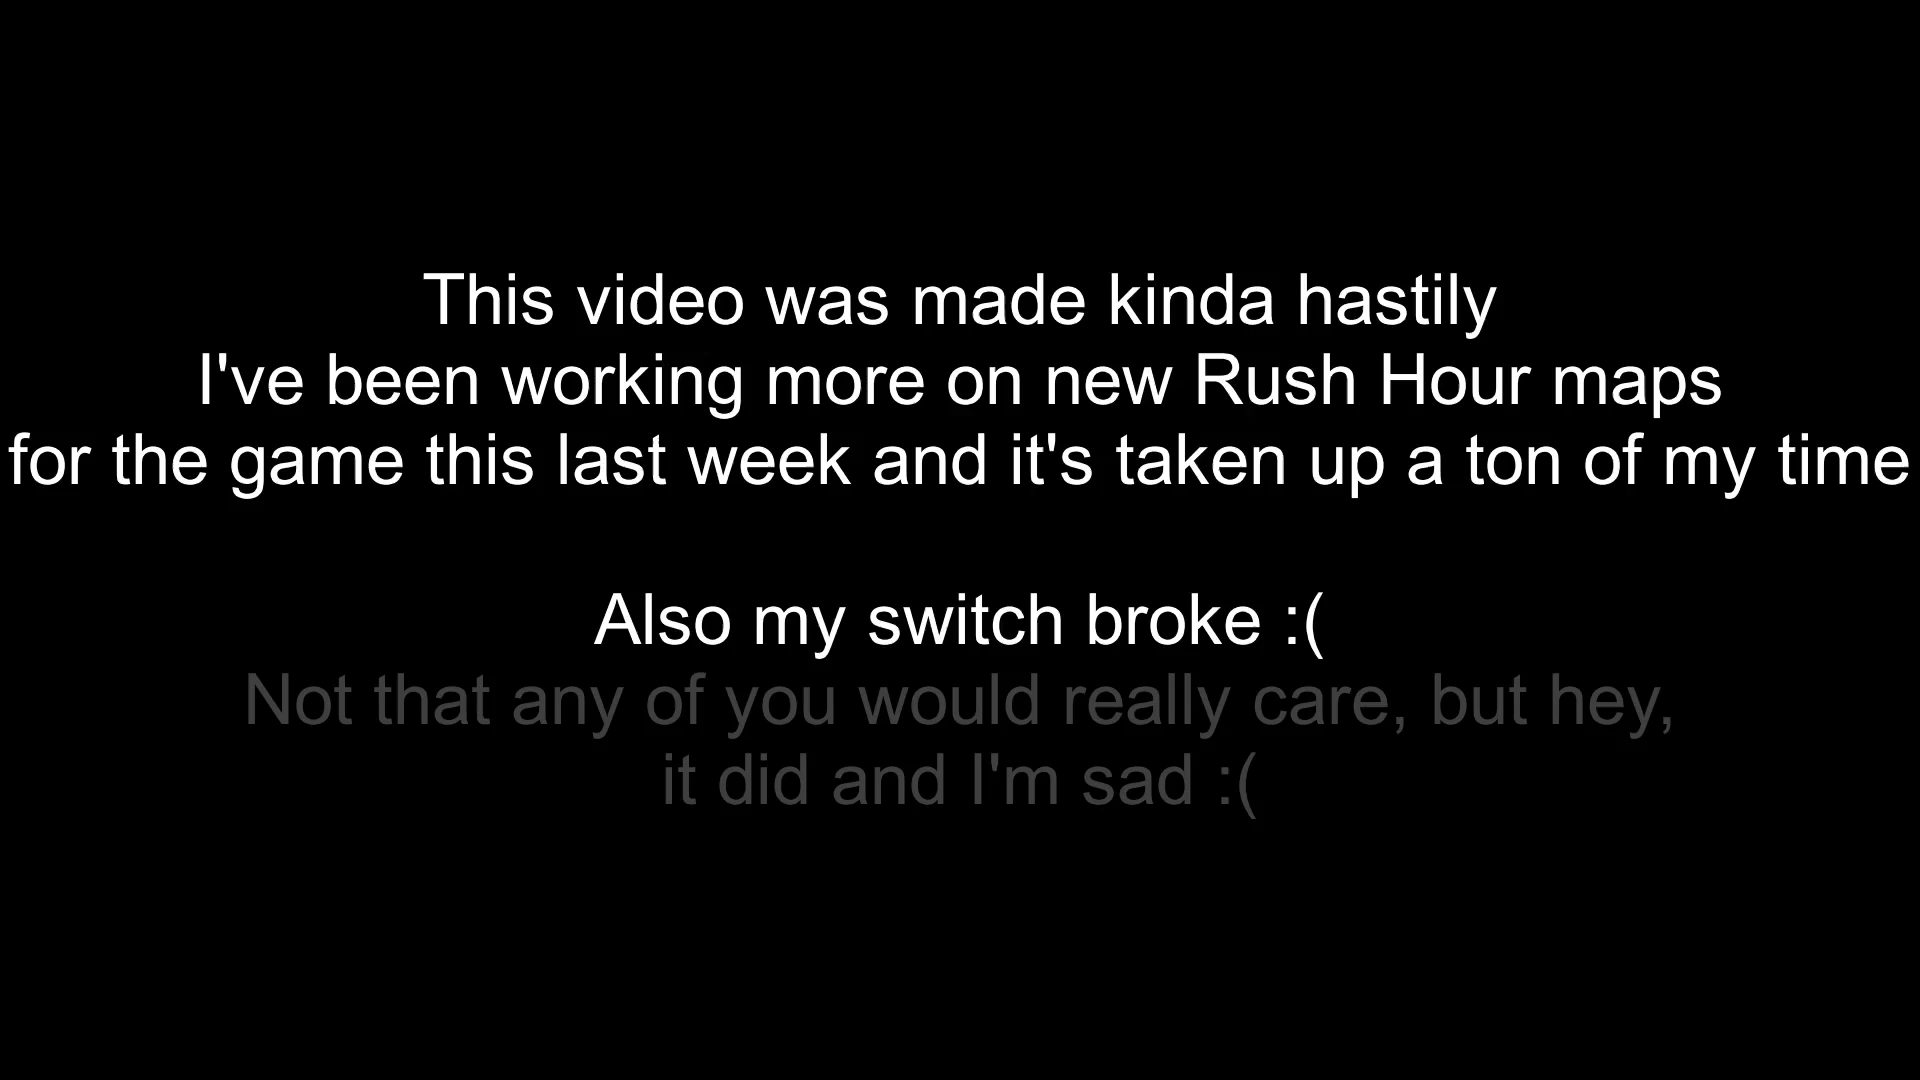 This video was made kinda hastily
I've been working more on new Rush Hour maps
for the game this last week and it's taken up a ton of my time
Also my switch broke :(
Not that any of you would really care, but hey,
it did and I'm sad :(